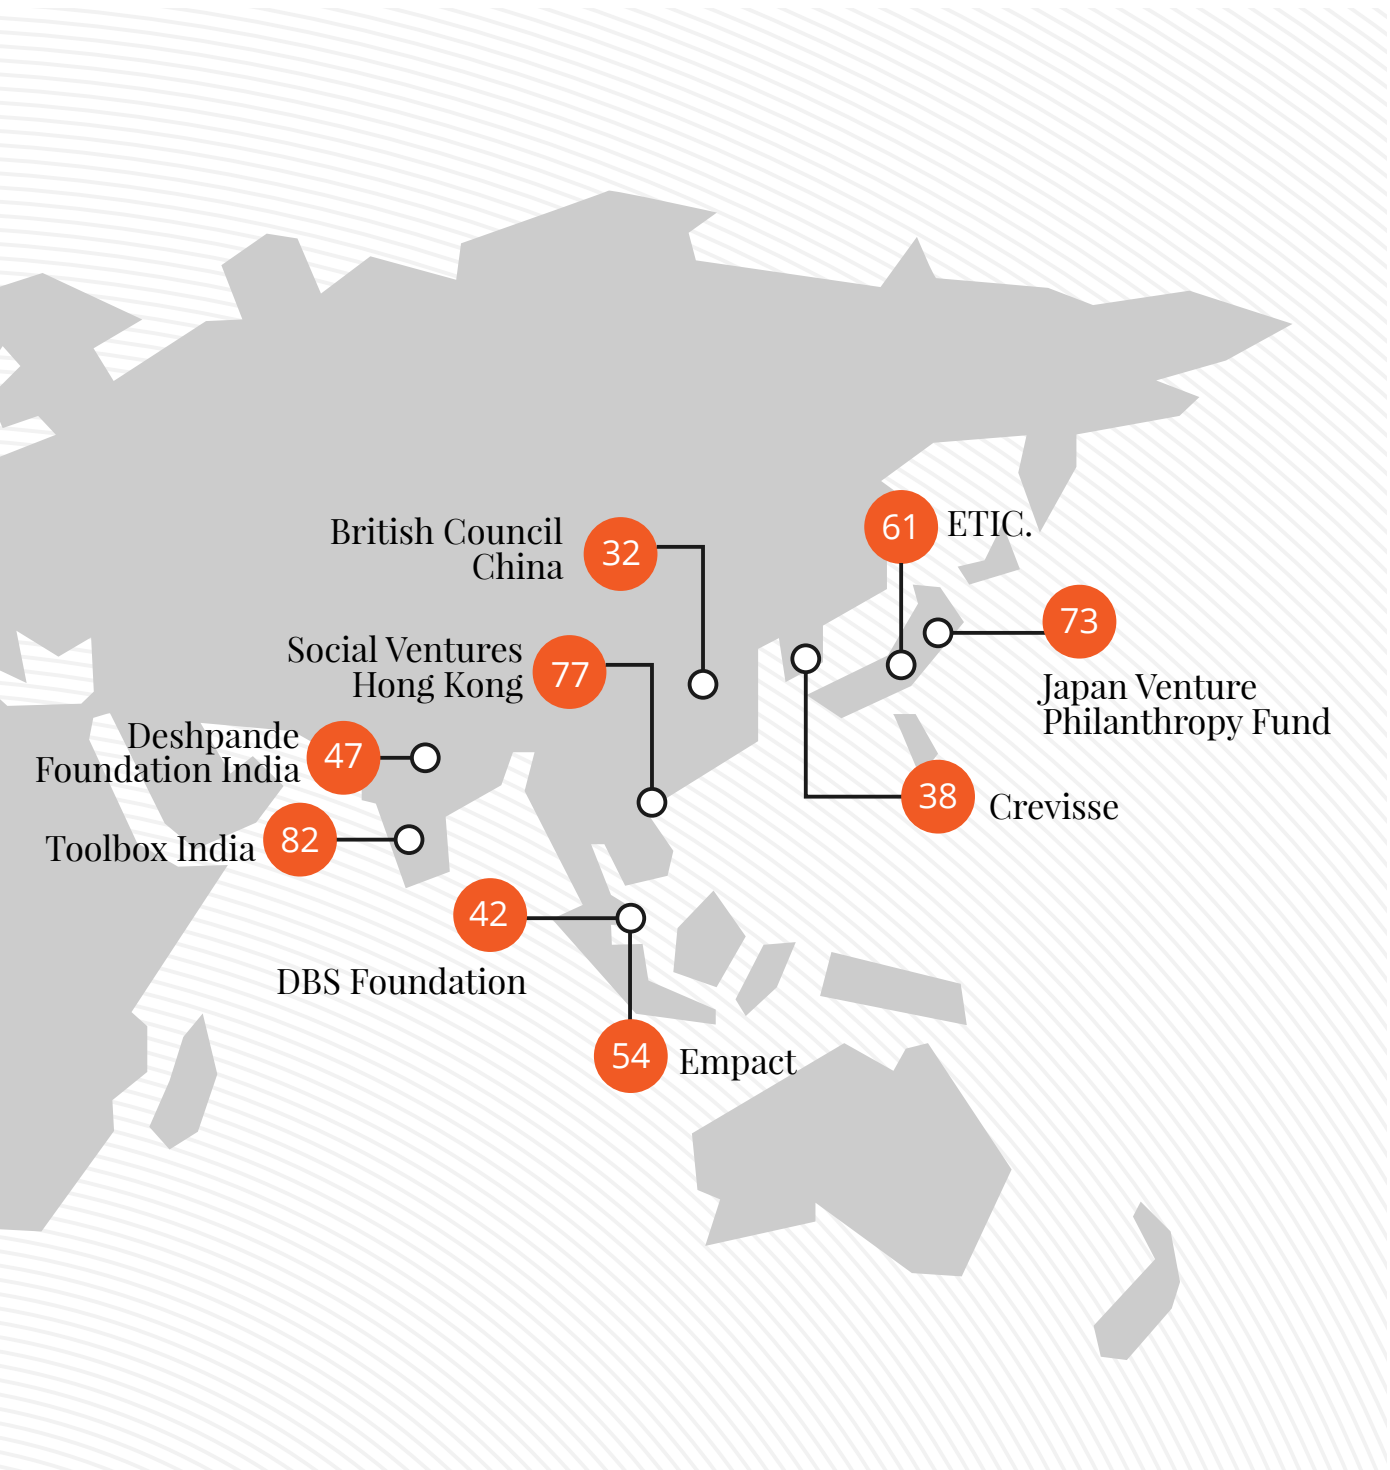 British Council
China
32
61
ETIC.
73
Japan Venture
Philanthropy Fund
Social Ventures
Hong Kong
77
Deshpande
Foundation India
47
38
Crevisse
Toolbox India
82
42
DBS Foundation
54
Empact